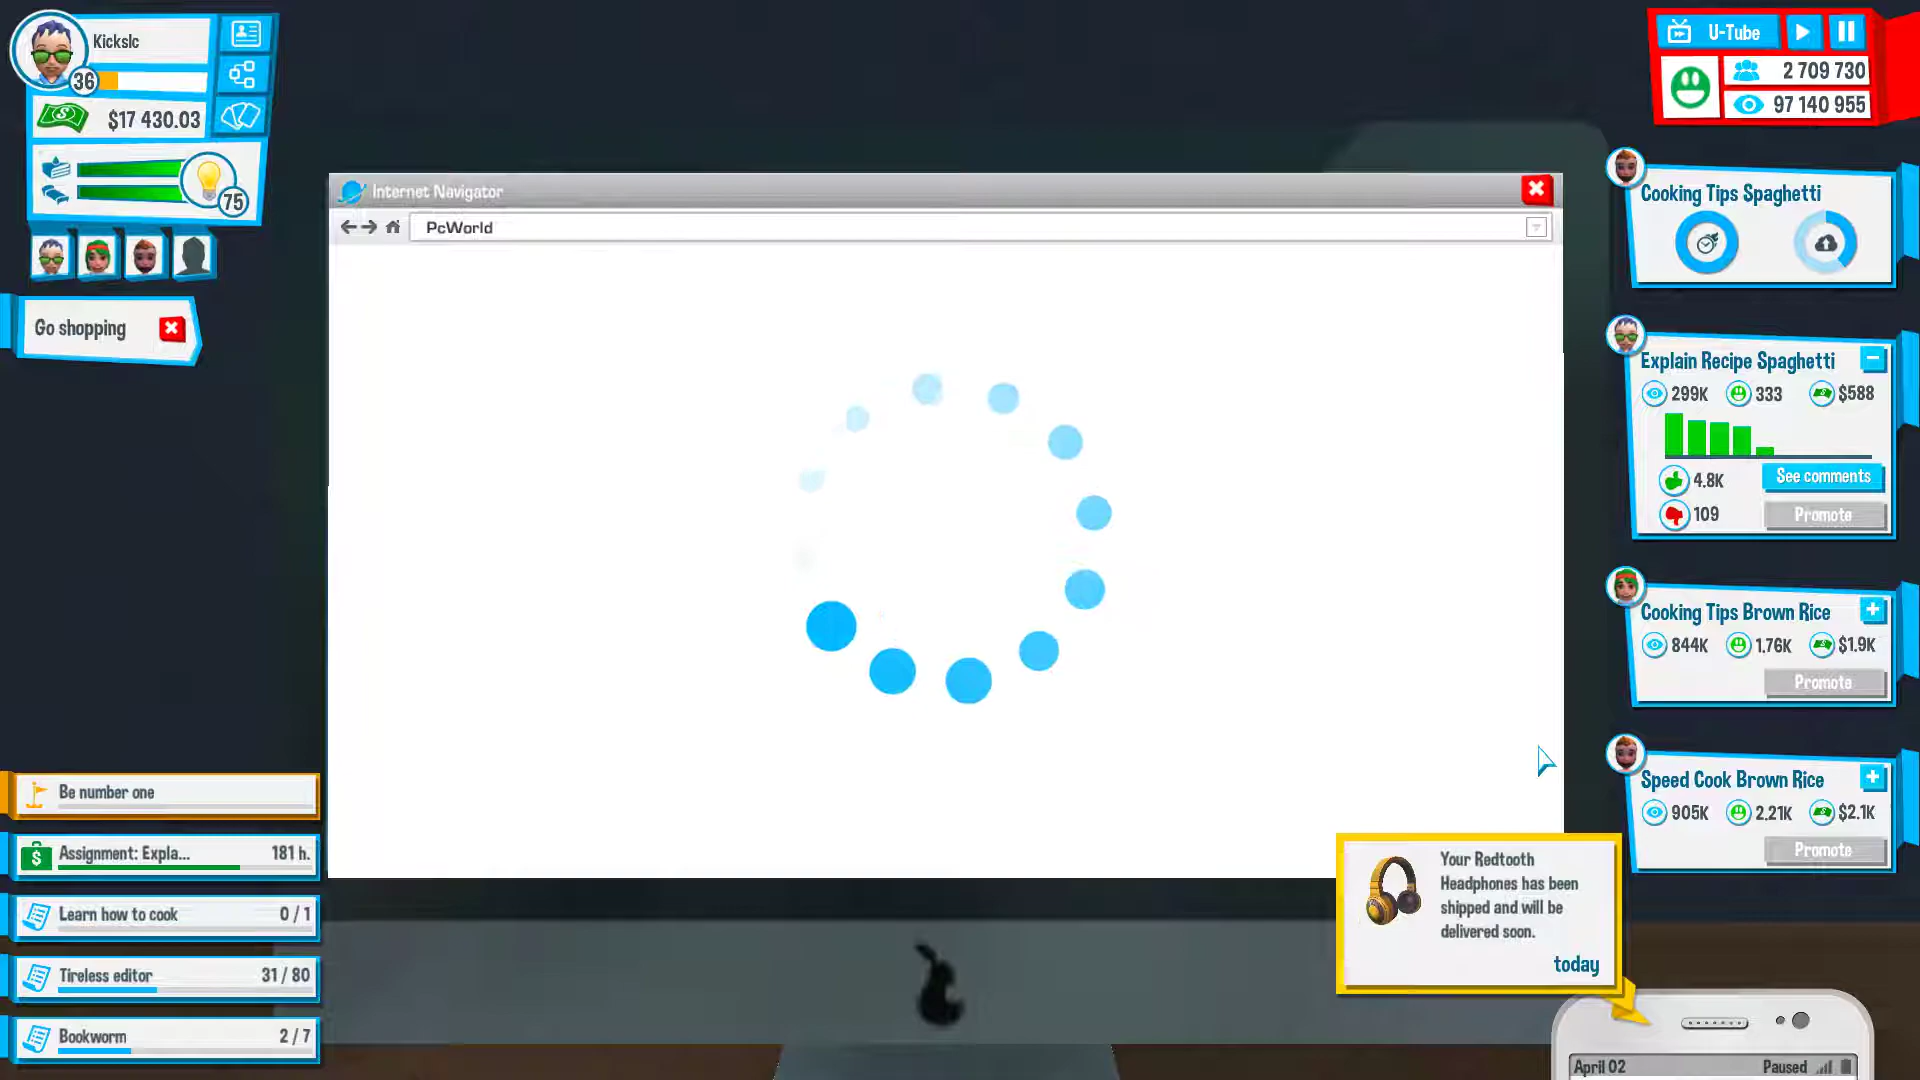 Kickslc
36
$17 430.03
75
Go shopping
Be number one
Assignment: Expla... 181 h.
Learn how to cook 0 / 1
Tireless editor 31 / 80
Bookworm 2 / 7
Internet Navigator
PcWorld
U-Tube
2 709 730
97 140 955
Cooking Tips Spaghetti
Explain Recipe Spaghetti
299K 333 $588
4.8K See comments
109 Promote
Cooking Tips Brown Rice
844K 1.76K $1.9K
Promote
Speed Cook Brown Rice
905K 2.21K $2.1K
Promote
Your Redtooth
Headphones has been
shipped and will be
delivered soon.
today
April 02 Paused